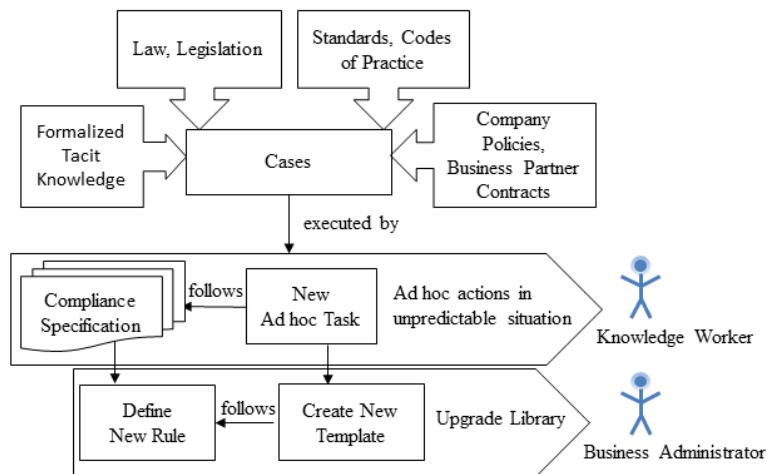 Law, Legislation
Standards, Codes
of Practice
Formalized
Tacit
Knowledge
Cases
Company
Policies,
Business Partner
Contracts
executed by
Compliance
Specification
follows
New
Ad hoc Task
Ad hoc actions in
unpredictable situation
Knowledge Worker
Define
New Rule
follows
Create New
Template
Upgrade Library
Business Administrator